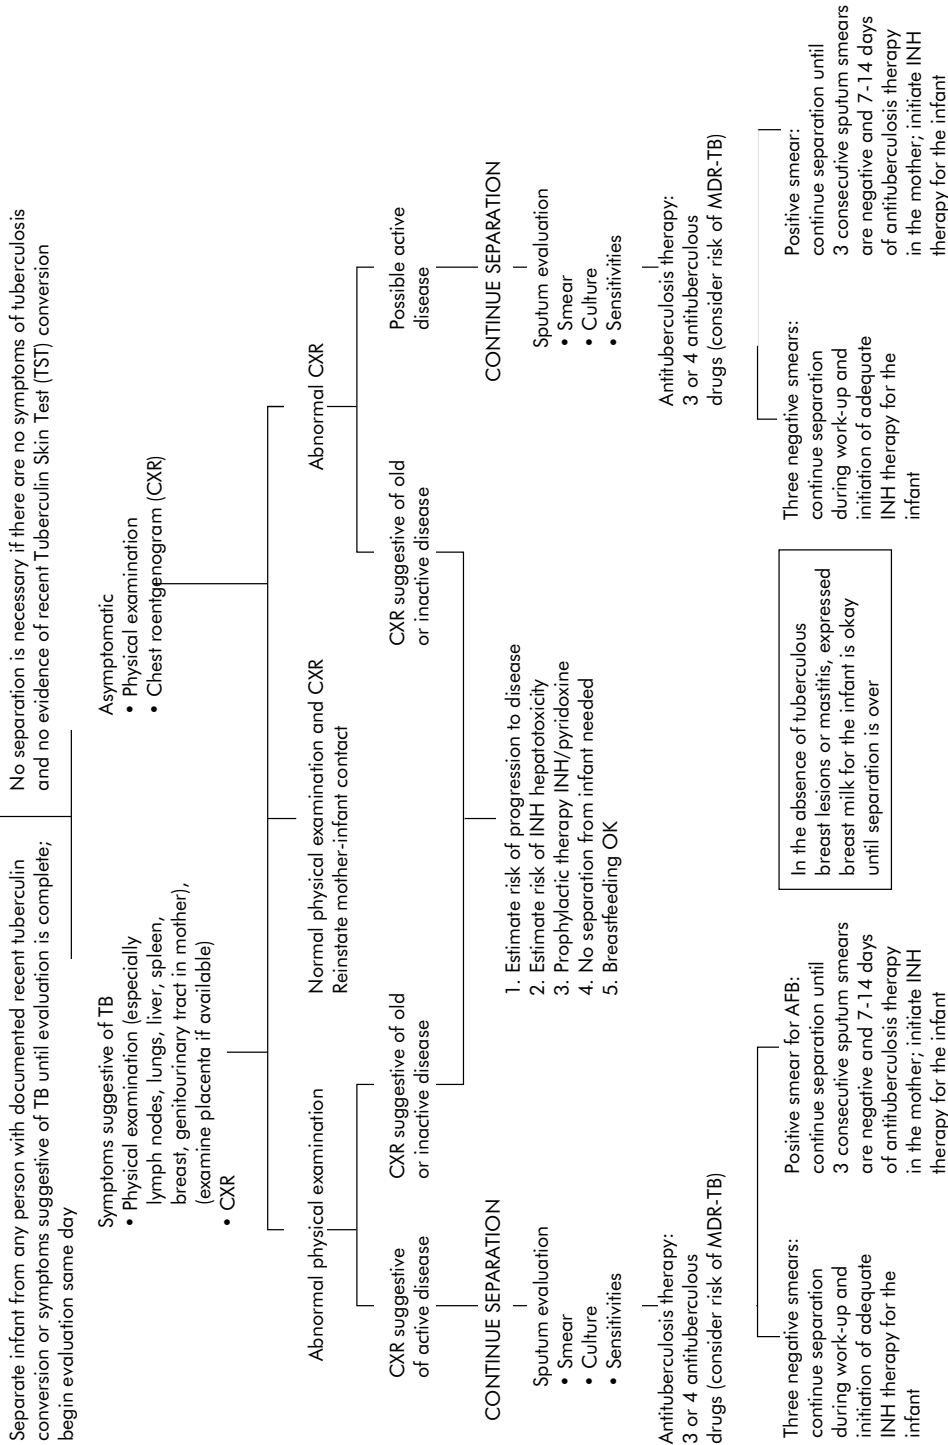 Separate infant from any person with documented recent tuberculin
conversion or symptoms suggestive of TB until evaluation is complete;
begin evaluation same day
No separation is necessary if there are no symptoms of tuberculosis
and no evidence of recent Tuberculin Skin Test (TST) conversion
Symptoms suggestive of TB
• Physical examination (especially
lymph nodes, lungs, liver, spleen,
breast, genitourinary tract in mother),
(examine placenta if available)
• CXR
Asymptomatic
• Physical examination
• Chest roentgenogram (CXR)
Abnormal physical examination
Normal physical examination and CXR
Reinstate mother-infant contact
Abnormal CXR
CXR suggestive
of active disease
CXR suggestive of old
or inactive disease
CXR suggestive of old
or inactive disease
Possible active
disease
CONTINUE SEPARATION
Sputum evaluation
• Smear
• Culture
• Sensitivities
1. Estimate risk of progression to disease
2. Estimate risk of INH hepatotoxicity
3. Prophylactic therapy INH/pyridoxine
4. No separation from infant needed
5. Breastfeeding OK
CONTINUE SEPARATION
Sputum evaluation
• Smear
• Culture
• Sensitivities
Antituberculosis therapy:
3 or 4 antituberculous
drugs (consider risk of MDR-TB)
Antituberculosis therapy:
3 or 4 antituberculous
drugs (consider risk of MDR-TB)
Three negative smears:
continue separation
during work-up and
initiation of adequate
INH therapy for the
infant
Positive smear for AFB:
continue separation until
3 consecutive sputum smears
are negative and 7-14 days
of antituberculosis therapy
in the mother; initiate INH
therapy for the infant
In the absence of tuberculous
breast lesions or mastitis, expressed
breast milk for the infant is okay
until separation is over
Three negative smears:
continue separation
during work-up and
initiation of adequate
INH therapy for the
infant
Positive smear:
continue separation until
3 consecutive sputum smears
are negative and 7-14 days
of antituberculosis therapy
in the mother; initiate INH
therapy for the infant